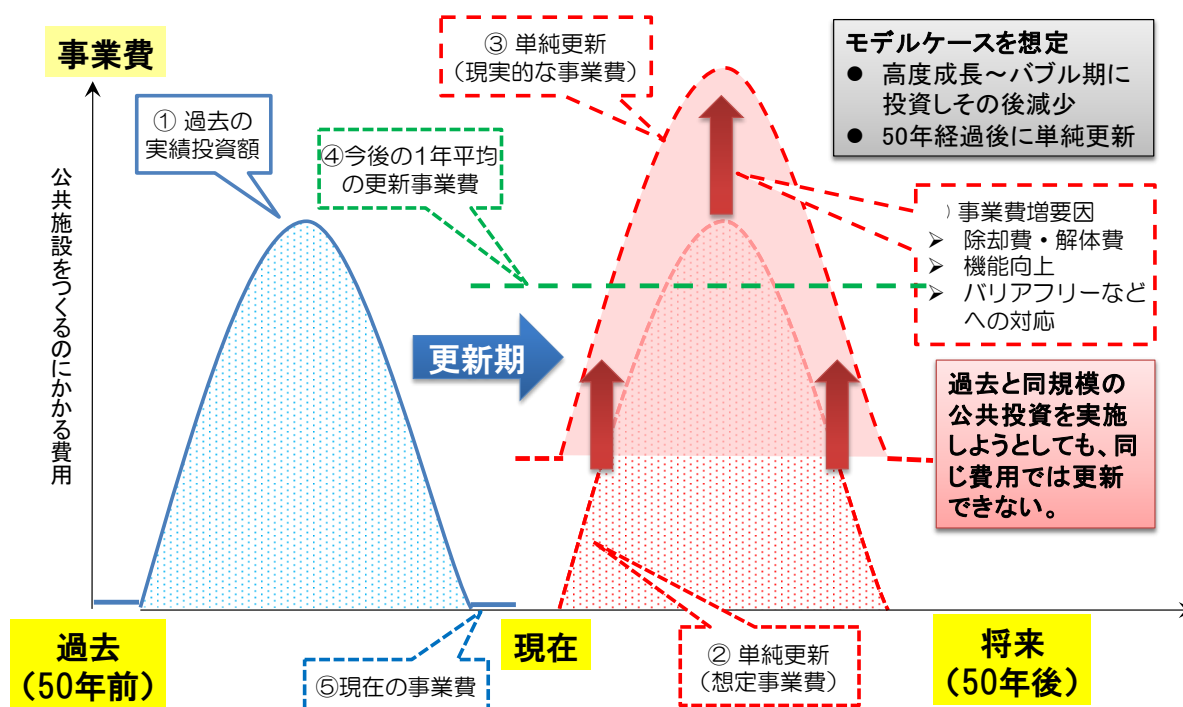 事業費
公共施設をつくるのにかかる費用
① 過去の
実績投資額
④今後の1年平均
の更新事業費
③ 単純更新
（現実的な事業費）
モデルケースを想定
● 高度成長～バブル期に
投資しその後減少
● 50年経過後に単純更新
）事業費増要因
➢ 除却費・解体費
➢ 機能向上
➢ バリアフリーなど
への対応
更新期
過去と同規模の
公共投資を実施
しようとしても、同
じ費用では更新
できない。
過去
（50年前）
⑤現在の事業費
現在
② 単純更新
（想定事業費）
将来
（50年後）